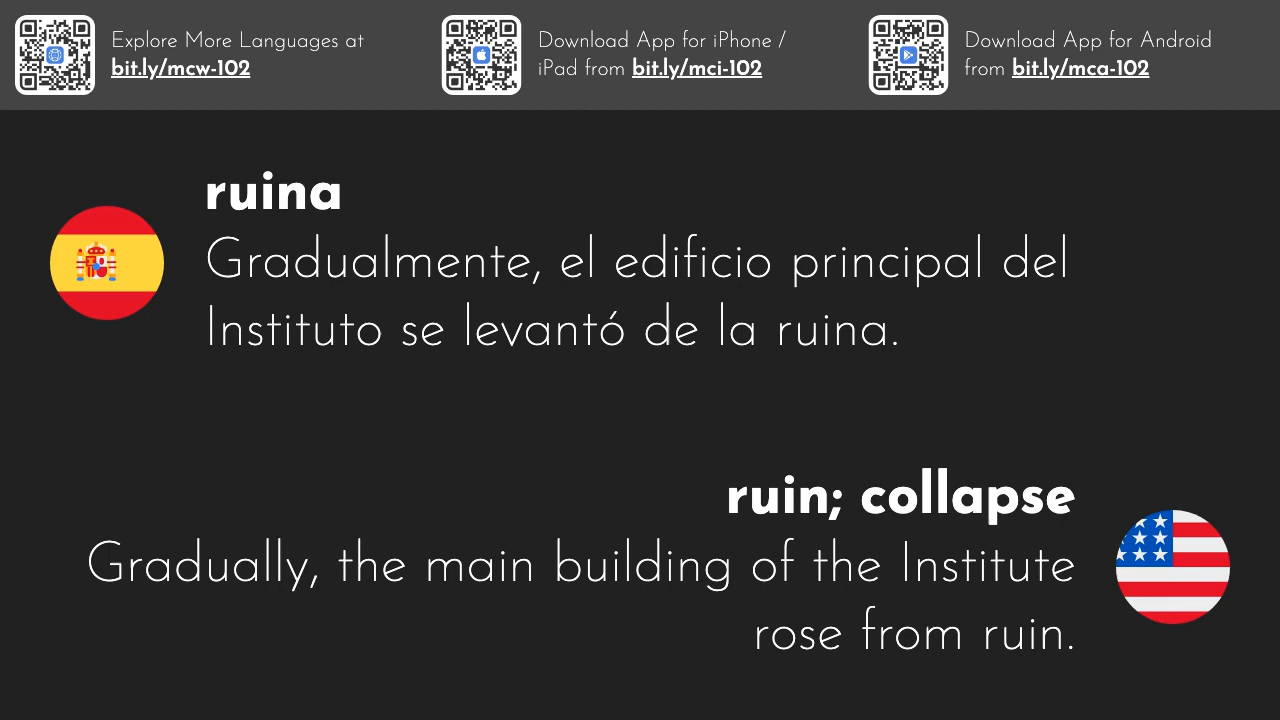 Explore More Languages at
bit.ly/mcw-102
Download App for iPhone /
iPad from bit.ly/mci-102
Download App for Android
from bit.ly/mca-102
ruina
Gradualmente, el edificio principal del
Instituto se levantó de la ruina.
ruin; collapse
Gradually, the main building of the Institute
rose from ruin.